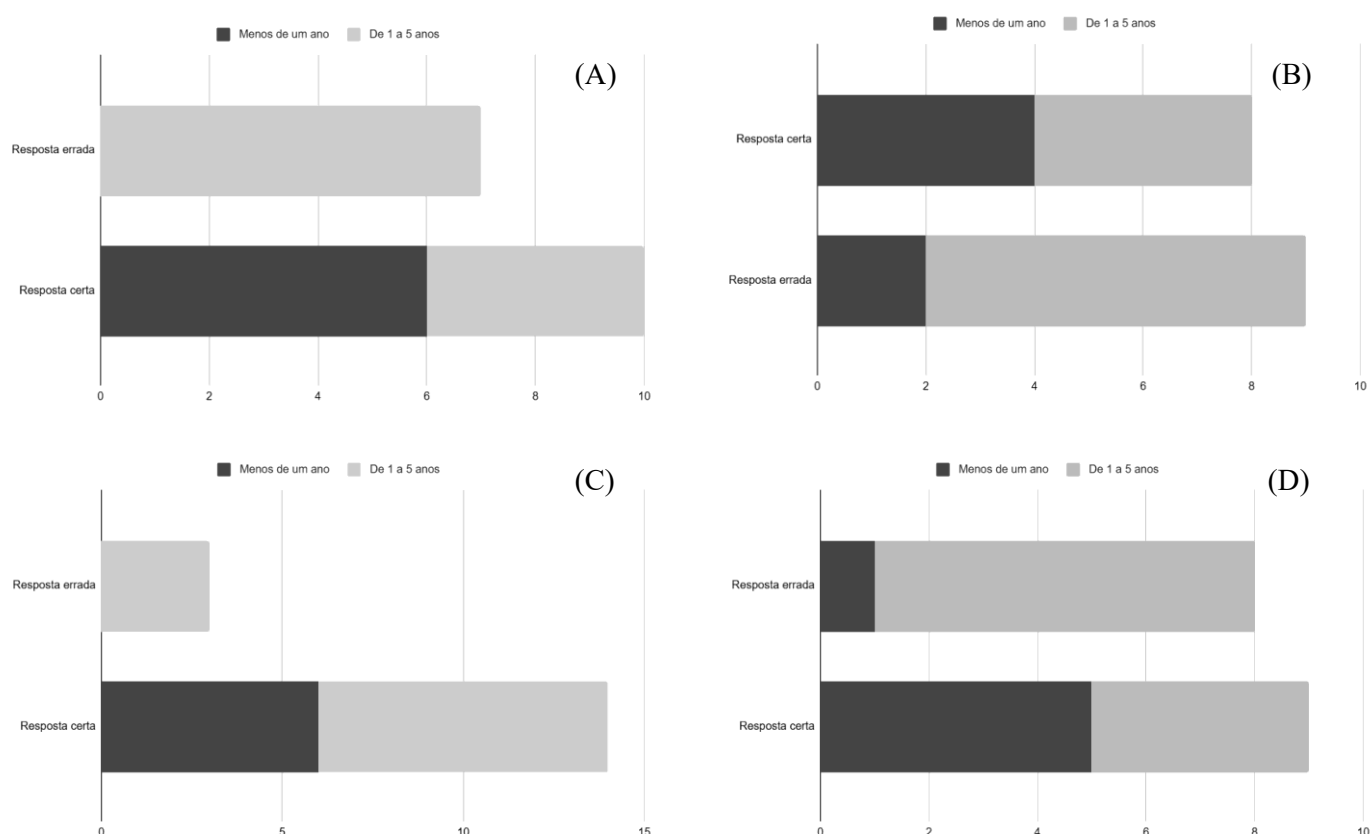 Menos de um ano De 1 a 5 anos
(A)
Resposta errada
Resposta certa
0 2 4 6 8 10
Menos de um ano De 1 a 5 anos
(B)
Resposta certa
Resposta errada
0 2 4 6 8 10
Menos de um ano De 1 a 5 anos
(C)
Resposta errada
Resposta certa
0 5 10 15
Menos de um ano De 1 a 5 anos
(D)
Resposta errada
Resposta certa
0 2 4 6 8 10